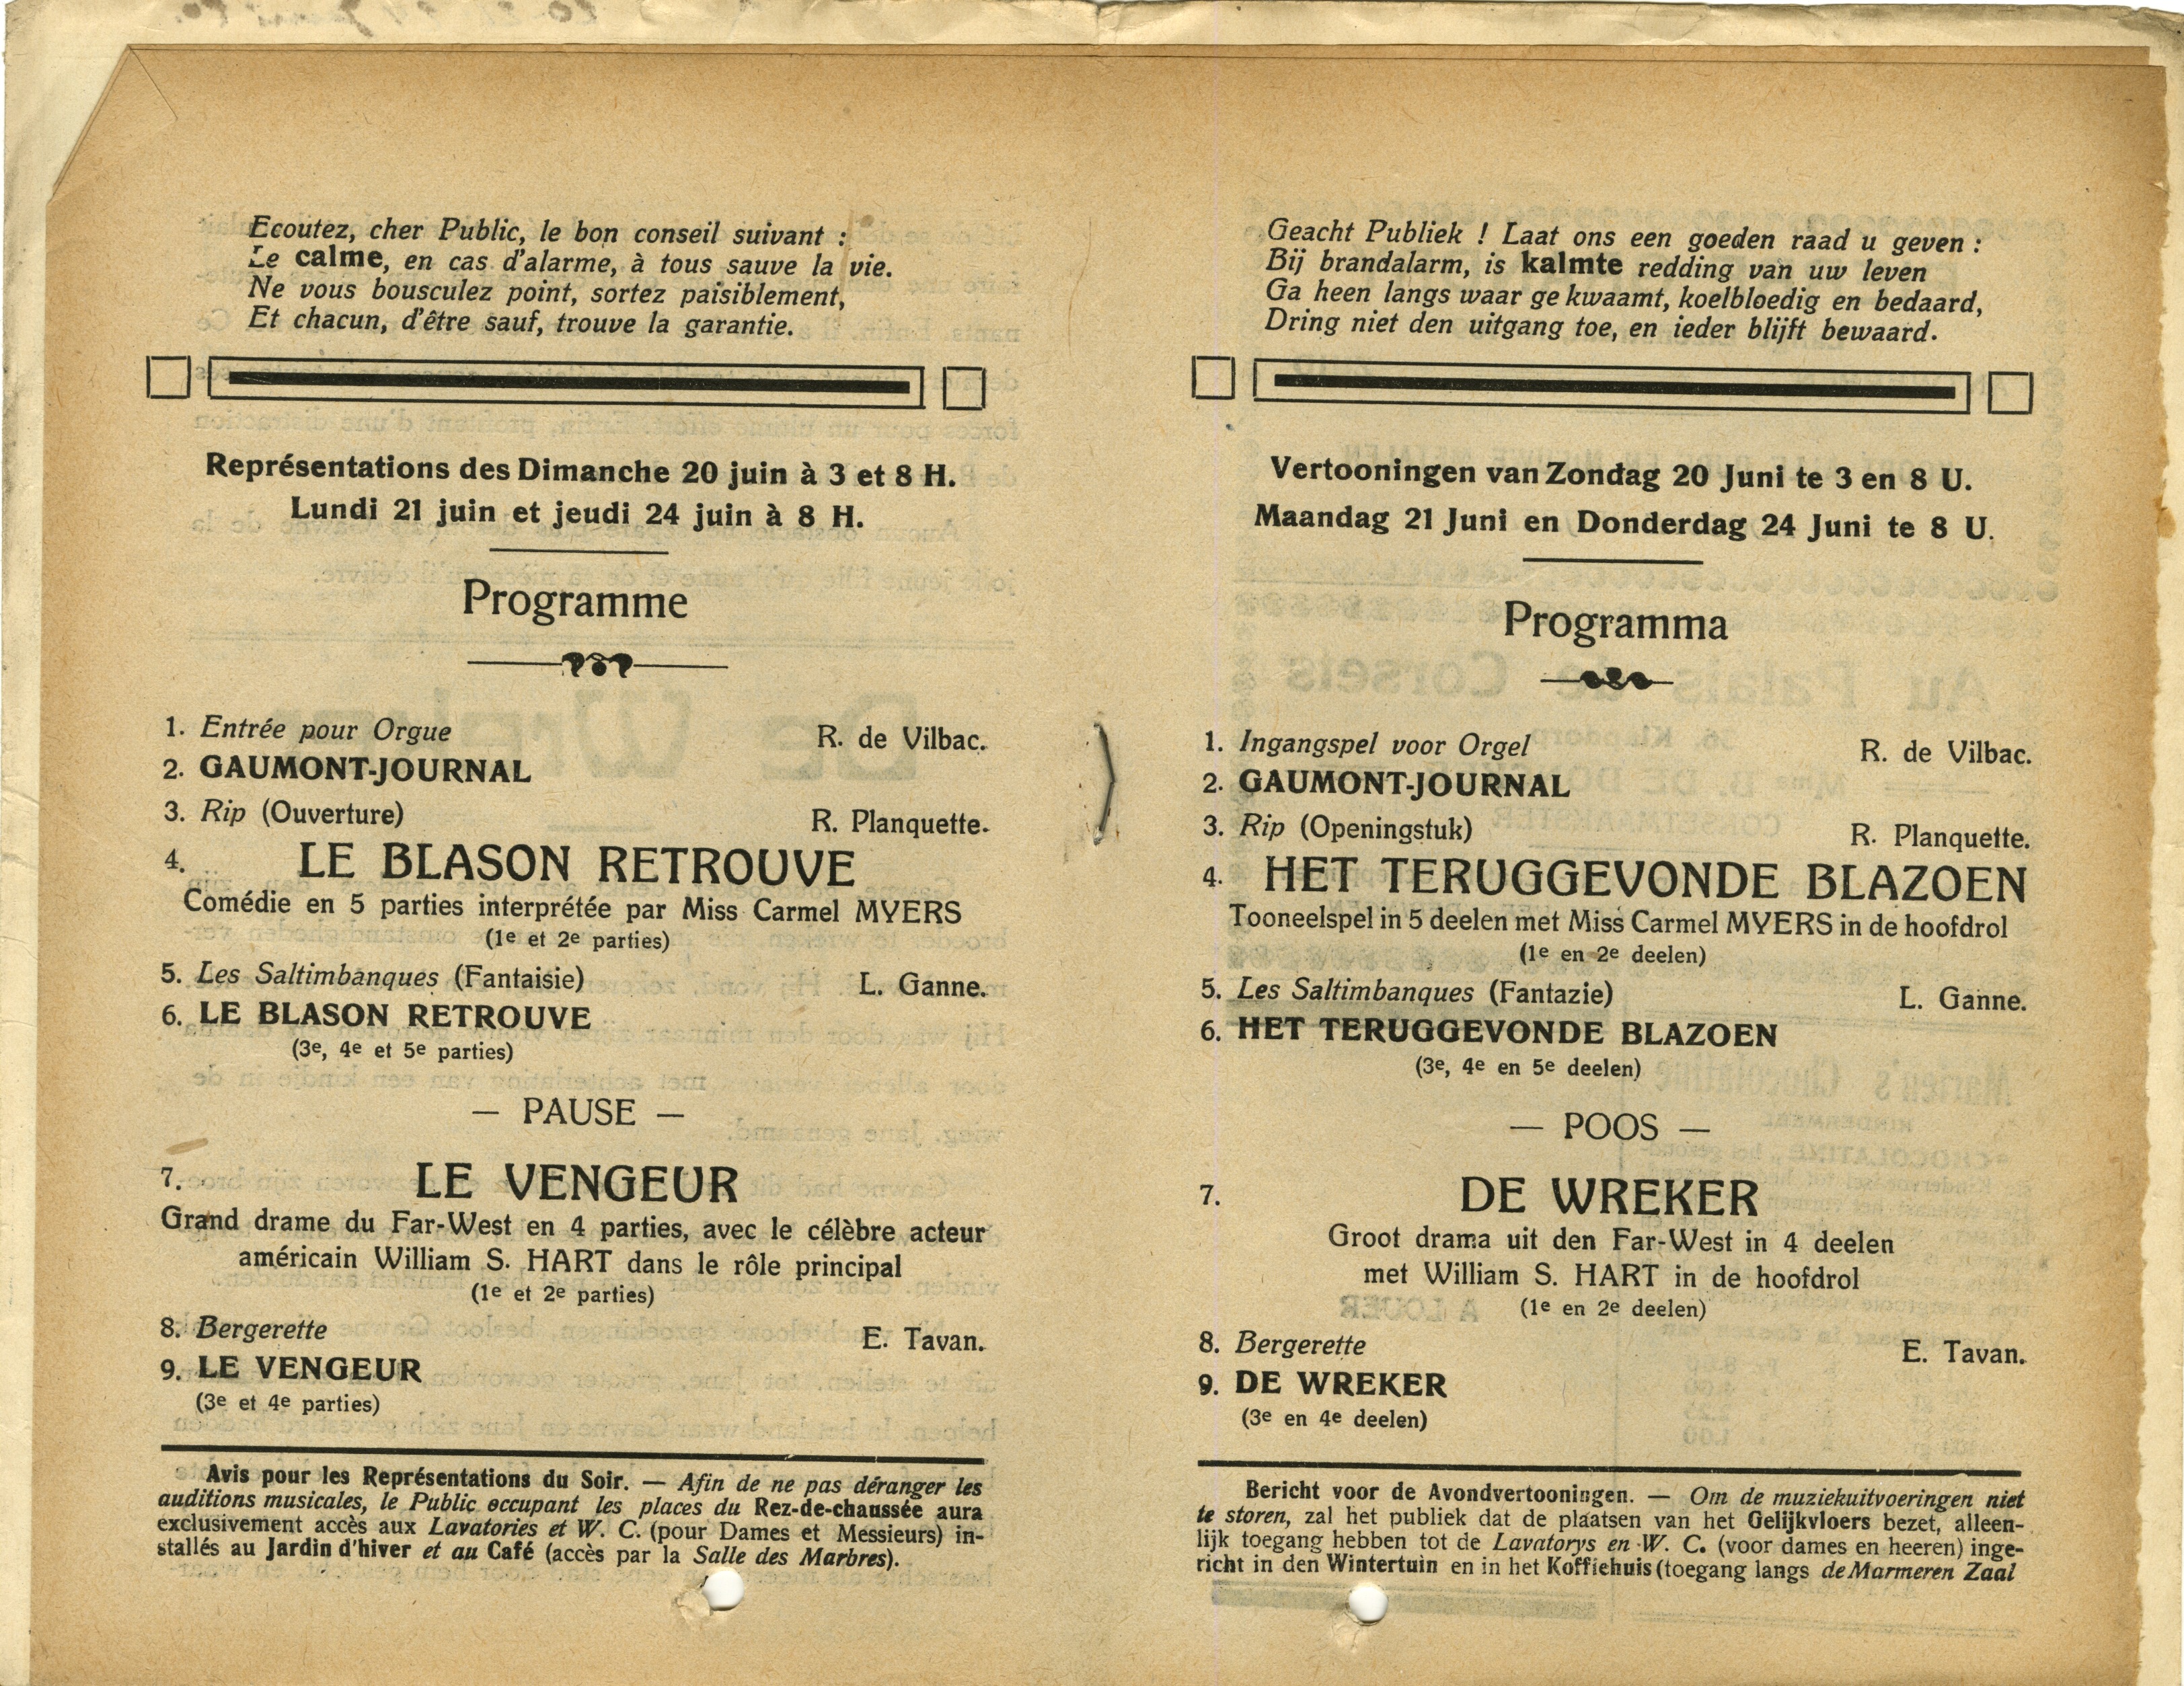 Ecoutez, cher Public, le bon conseil suivant :
Le calme, en cas d'alarme, à tous sauve la vie.
Ne vous bousculez point, sortez paisiblement,
Et chacun, d'être sauf, trouve la garantie.
Représentations des Dimanche 20 juin à 3 et 8 H.
Lundi 21 juin et jeudi 24 juin à 8 H.
Programme
1. Entrée pour Orgue R. de Vilbac.
2. GAUMONT-JOURNAL
3. Rip (Ouverture) R. Planquette.
4. LE BLASON RETROUVE
Comédie en 5 parties interprétée par Miss Carmel MYERS
(1e et 2e parties)
5. Les Saltimbanques (Fantaisie) L. Ganne.
6. LE BLASON RETROUVE
(3e, 4e et 5e parties)
— PAUSE —
7. LE VENGEUR
Grand drame du Far-West en 4 parties, avec le célèbre acteur
américain William S. HART dans le rôle principal
(1e et 2e parties)
8. Bergerette E. Tavan.
9. LE VENGEUR
(3e et 4e parties)
Avis pour les Représentations du Soir. — Afin de ne pas déranger les
auditions musicales, le Public occupant les places du Rez-de-chaussée aura
exclusivement accès aux Lavatories et W. C. (pour Dames et Messieurs) in-
stallés au Jardin d'hiver et au Café (accès par la Salle des Marbres).
Geacht Publiek ! Laat ons een goeden raad u geven :
Bij brandalarm, is kalmte redding van uw leven
Ga heen langs waar ge kwaamt, koelbloedig en bedaard,
Dring niet den uitgang toe, en ieder blijft bewaard.
Vertooningen van Zondag 20 Juni te 3 en 8 U.
Maandag 21 Juni en Donderdag 24 Juni te 8 U.
Programma
1. Ingangspel voor Orgel R. de Vilbac.
2. GAUMONT-JOURNAL
3. Rip (Openingstuk) R. Planquette.
4. HET TERUGGEVONDE BLAZOEN
Tooneelspel in 5 deelen met Miss Carmel MYERS in de hoofdrol
(1e en 2e deelen)
5. Les Saltimbanques (Fantazie) L. Ganne.
6. HET TERUGGEVONDE BLAZOEN
(3e, 4e en 5e deelen)
— POOS —
7. DE WREKER
Groot drama uit den Far-West in 4 deelen
met William S. HART in de hoofdrol
(1e en 2e deelen)
8. Bergerette E. Tavan.
9. DE WREKER
(3e en 4e deelen)
Bericht voor de Avondvertooningen. — Om de muziekuitvoeringen niet
te storen, zal het publiek dat de plaatsen van het Gelijkvloers bezet, alleen-
lijk toegang hebben tot de Lavatorys en W. C. (voor dames en heeren) inge-
richt in den Wintertuin en in het Koffiehuis (toegang langs de Marmeren Zaal